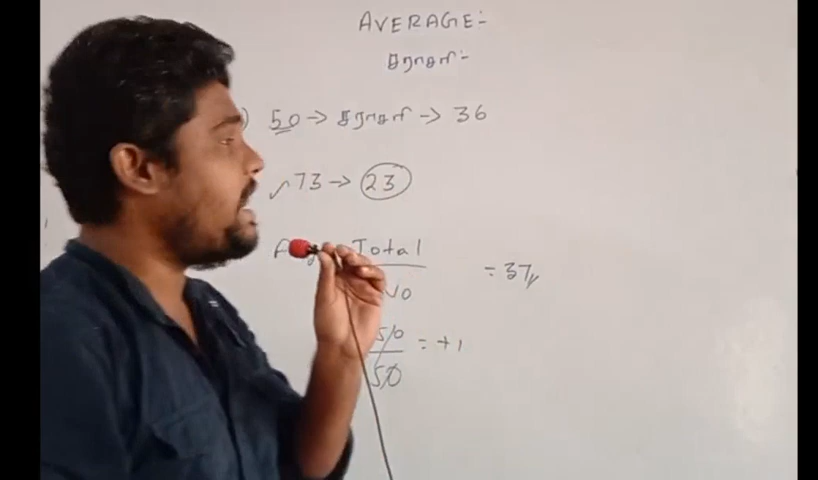 AVERAGE:-
சராசரி:-
50 → சராசரி → 36
✓ 73 → 23
Total
= 37//
No
50 = +1
50